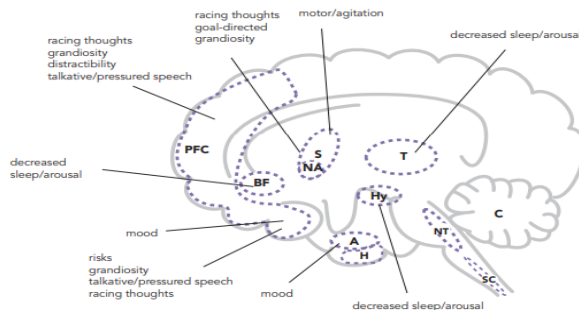 racing thoughts
goal-directed
grandiosity
motor/agitation
decreased sleep/arousal
racing thoughts
grandiosity
distractibility
talkative/pressured speech
PFC
S
NA
T
decreased
sleep/arousal
BF
Hy
C
NT
mood
A
H
SC
risks
grandiosity
talkative/pressured speech
racing thoughts
mood
decreased sleep/arousal